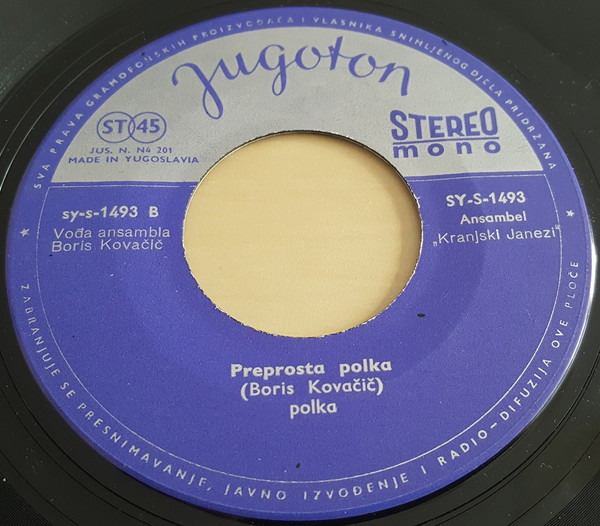 SVA PRAVA GRAMOFONSKIH PROIZVOĐAČA I VLASNIKA SNIMLJENOG DJELA PRIDRŽANA
Jugoton
ST 45
JUS. N. N4 201
MADE IN YUGOSLAVIA
STEREO
mono
sy-s-1493 B
Vođa ansambla
Boris Kovačič
SY-S-1493
Ansambel
„Kranjski Janezi"
Preprosta polka
(Boris Kovačič)
polka
ZABRANJUJE SE PRESNIMAVANJE, JAVNO IZVOĐENJE I RADIO-DIFUZIJA OVE PLOČE